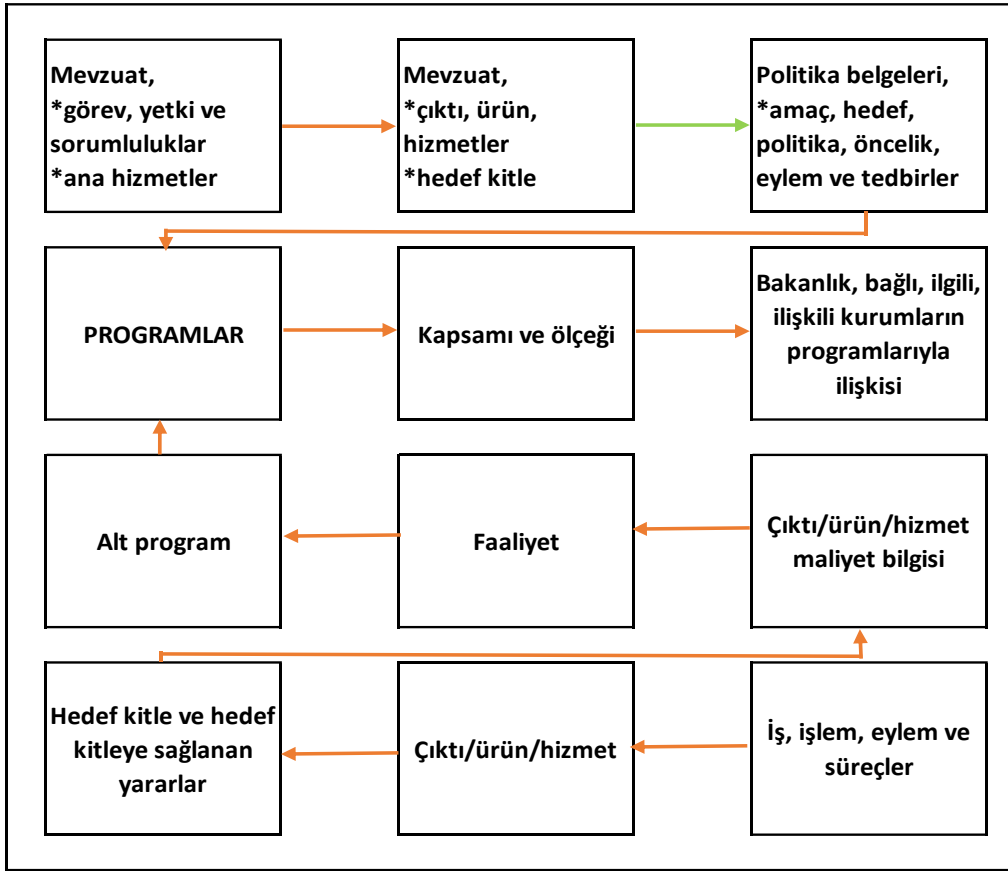 Mevzuat,
*görev, yetki ve
sorumluluklar
*ana hizmetler
Mevzuat,
*çıktı, ürün,
hizmetler
*hedef kitle
Politika belgeleri,
*amaç, hedef,
politika, öncelik,
eylem ve tedbirler
PROGRAMLAR
Kapsamı ve ölçeği
Bakanlık, bağlı, ilgili,
ilişkili kurumların
programlarıyla
ilişkisi
Alt program
Faaliyet
Çıktı/ürün/hizmet
maliyet bilgisi
Hedef kitle ve hedef
kitleye sağlanan
yararlar
Çıktı/ürün/hizmet
İş, işlem, eylem ve
süreçler